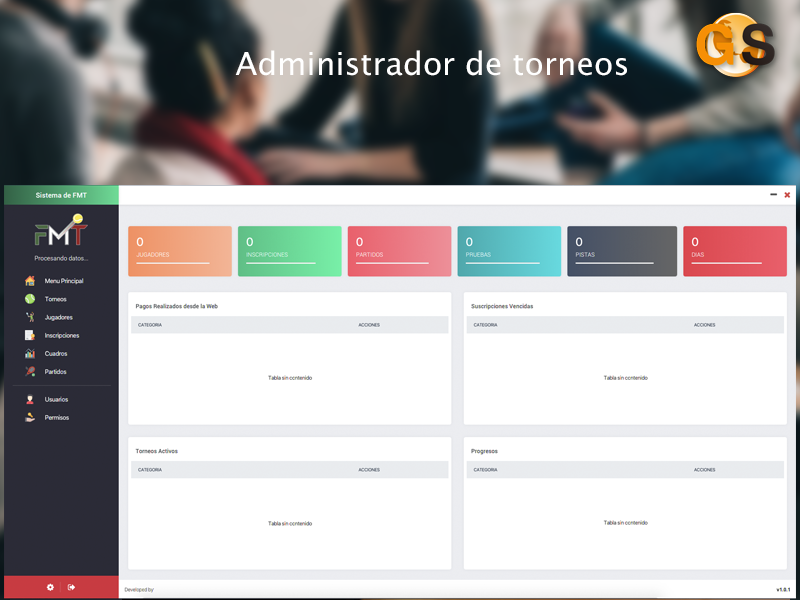 Administrador de torneos
GS
Sistema de FMT
FMT
Procesando datos...
Menu Principal
Torneos
Jugadores
Inscripciones
Cuadros
Partidos
Usuarios
Permisos
0
JUGADORES
0
INSCRIPCIONES
0
PARTIDOS
0
PRUEBAS
0
PISTAS
0
DIAS
Pagos Realizados desde la Web
CATEGORIA ACCIONES
Tabla sin contenido
Suscripciones Vencidas
CATEGORIA ACCIONES
Tabla sin contenido
Torneos Activos
CATEGORIA ACCIONES
Tabla sin contenido
Progresos
CATEGORIA ACCIONES
Tabla sin contenido
Developed by
v1.0.1